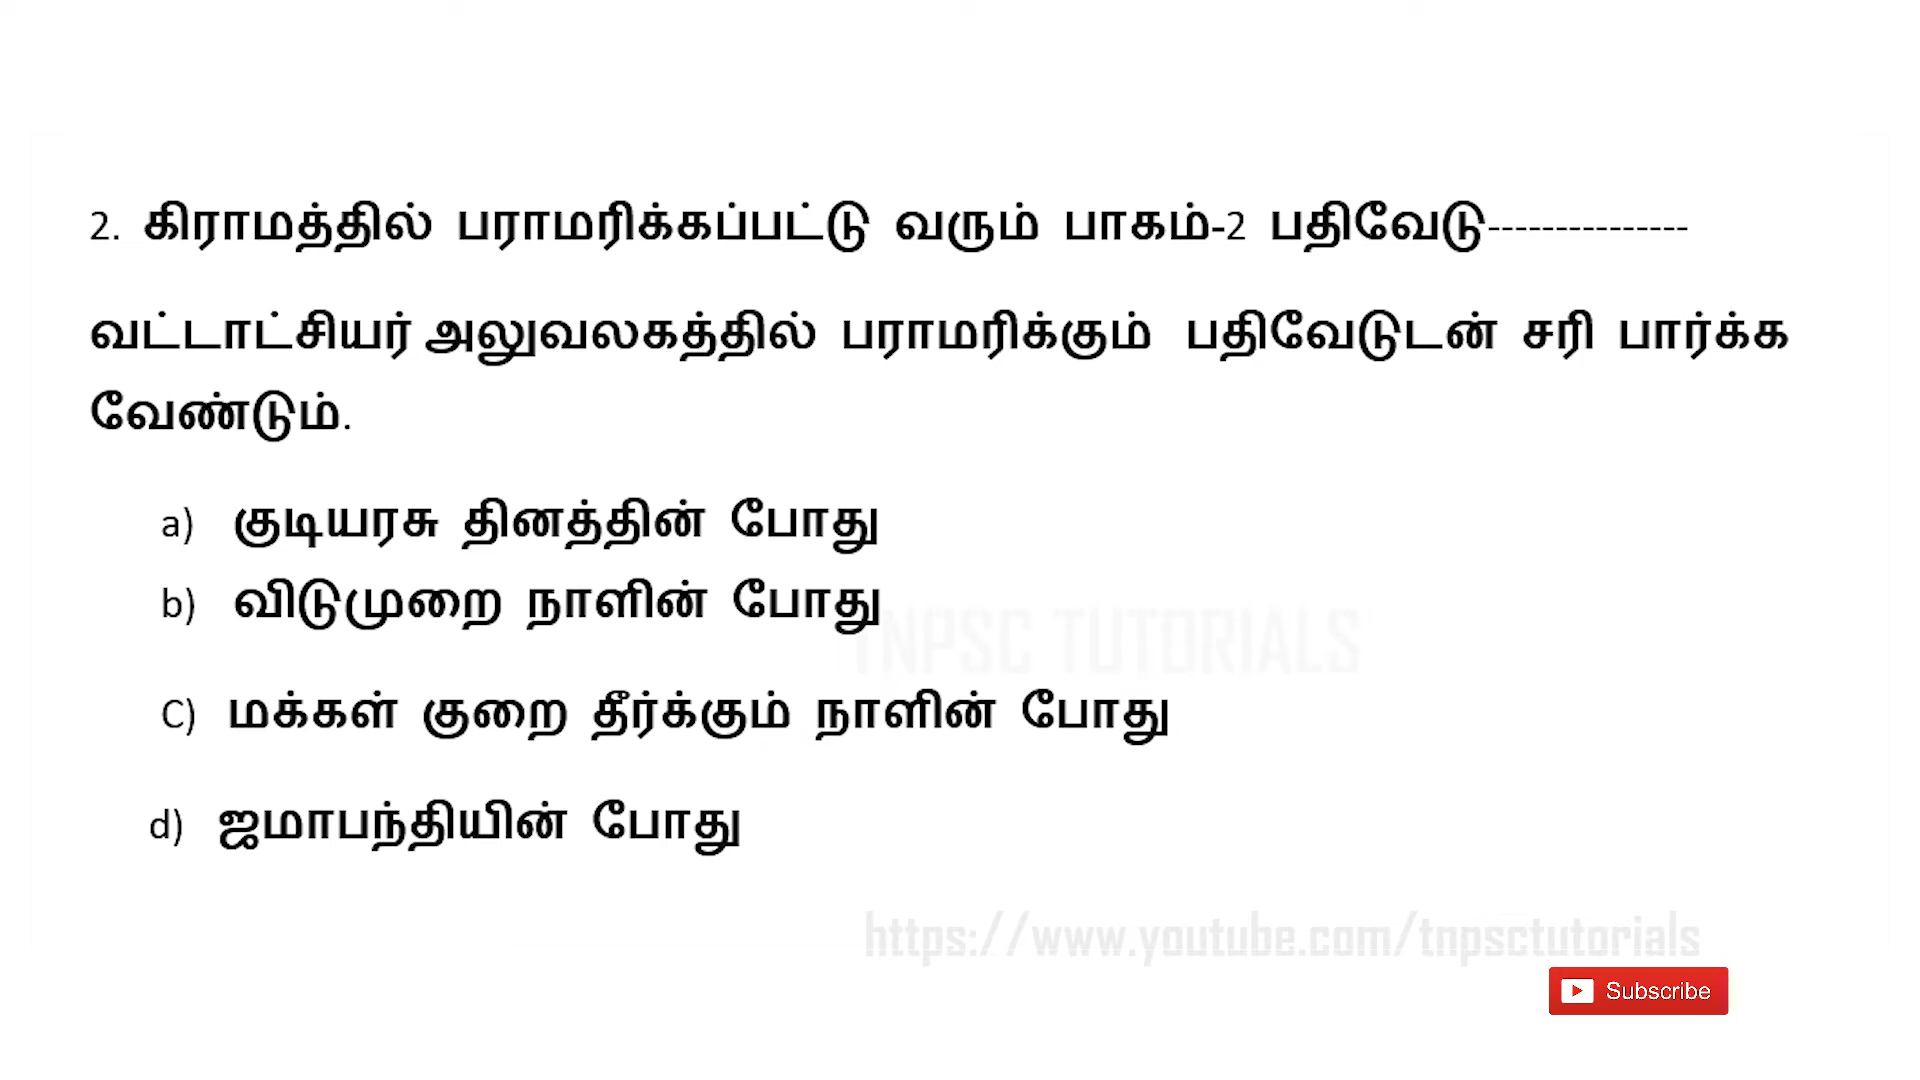 2. கிராமத்தில் பராமரிக்கப்பட்டு வரும் பாகம்-2 பதிவேடு---------------
வட்டாட்சியர் அலுவலகத்தில் பராமரிக்கும் பதிவேடுடன் சரி பார்க்க
வேண்டும்.
a) குடியரசு தினத்தின் போது
b) விடுமுறை நாளின் போது
TNPSC TUTORIALS
C) மக்கள் குறை தீர்க்கும் நாளின் போது
d) ஜமாபந்தியின் போது
https://www.youtube.com/tnpsctutorials
Subscribe